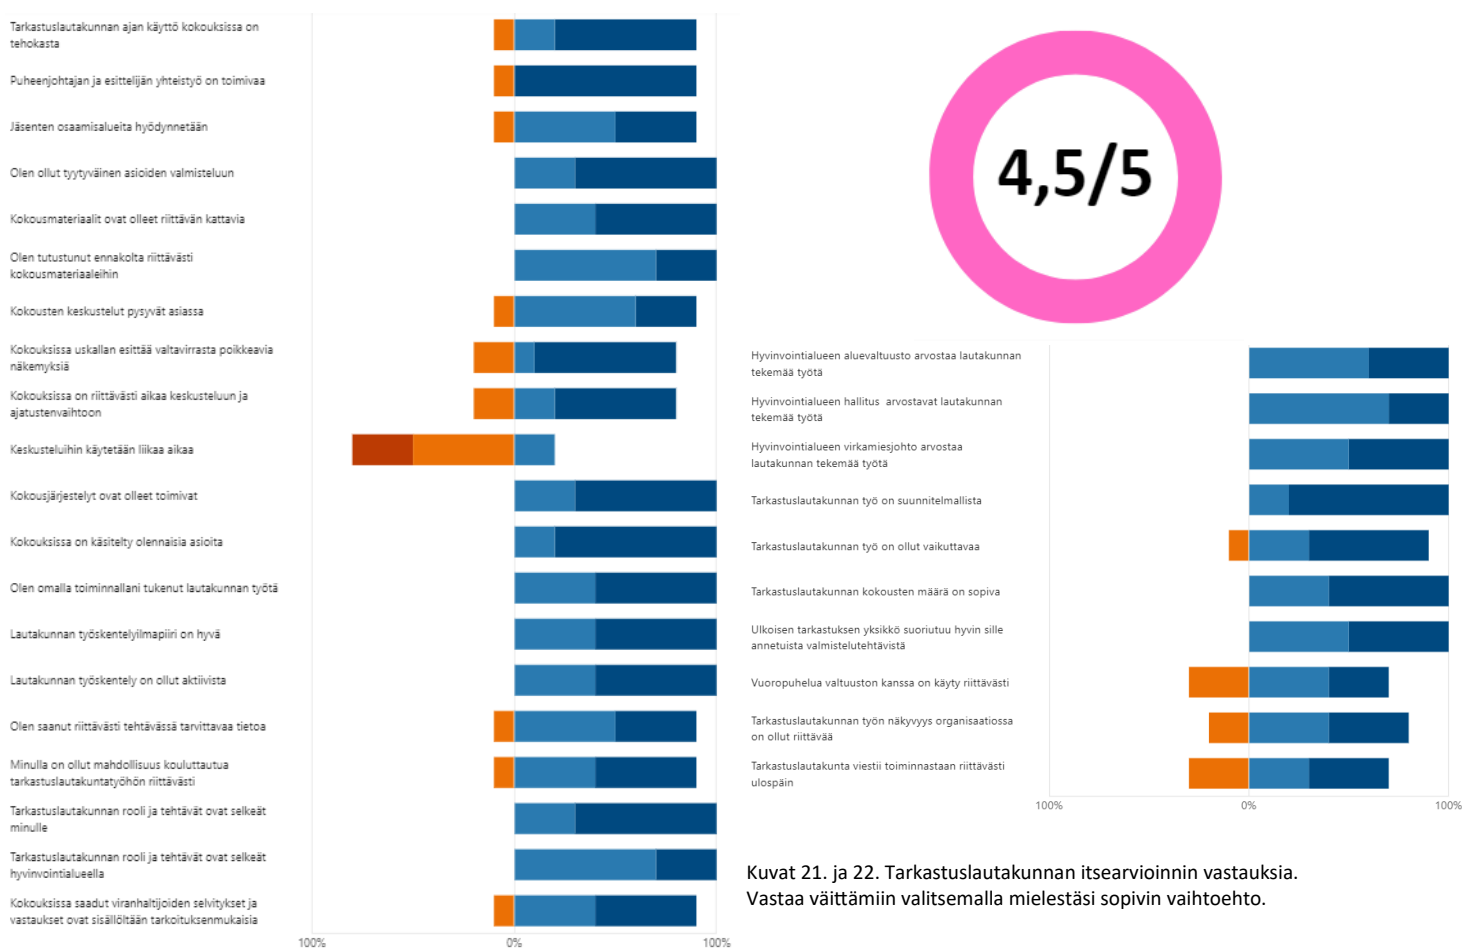 Tarkastuslautakunnan ajan käyttö kokouksissa on
tehokasta
Puheenjohtajan ja esittelijän yhteistyö on toimivaa
Jäsenten osaamisalueita hyödynnetään
Olen ollut tyytyväinen asioiden valmisteluun
Kokousmateriaalit ovat olleet riittävän kattavia
Olen tutustunut ennakolta riittävästi
kokousmateriaaleihin
Kokousten keskustelut pysyvät asiassa
Kokouksissa uskallan esittää valtavirrasta poikkeavia
näkemyksiä
Kokouksissa on riittävästi aikaa keskusteluun ja
ajatustenvaihtoon
Keskusteluihin käytetään liikaa aikaa
Kokousjärjestelyt ovat olleet toimivat
Kokouksissa on käsitelty olennaisia asioita
Olen omalla toiminnallani tukenut lautakunnan työtä
Lautakunnan työskentelyilmapiiri on hyvä
Lautakunnan työskentely on ollut aktiivista
Olen saanut riittävästi tehtävässä tarvittavaa tietoa
Minulla on ollut mahdollisuus kouluttautua
tarkastuslautakuntatyöhön riittävästi
Tarkastuslautakunnan rooli ja tehtävät ovat selkeät
minulle
Tarkastuslautakunnan rooli ja tehtävät ovat selkeät
hyvinvointialueella
Kokouksissa saadut viranhaltijoiden selvitykset ja
vastaukset ovat sisällöltään tarkoituksenmukaisia
100% 0% 100%
4,5/5
Hyvinvointialueen aluevaltuusto arvostaa lautakunnan
tekemää työtä
Hyvinvointialueen hallitus arvostavat lautakunnan
tekemää työtä
Hyvinvointialueen virkamiesjohto arvostaa
lautakunnan tekemää työtä
Tarkastuslautakunnan työ on suunnitelmallista
Tarkastuslautakunnan työ on ollut vaikuttavaa
Tarkastuslautakunnan kokousten määrä on sopiva
Ulkoisen tarkastuksen yksikkö suoriutuu hyvin sille
annetuista valmistelutehtävistä
Vuoropuhelua valtuuston kanssa on käyty riittävästi
Tarkastuslautakunnan työn näkyvyys organisaatiossa
on ollut riittävää
Tarkastuslautakunta viestii toiminnastaan riittävästi
ulospäin
100% 0% 100%
Kuvat 21. ja 22. Tarkastuslautakunnan itsearvioinnin vastauksia.
Vastaa väittämiin valitsemalla mielestäsi sopivin vaihtoehto.